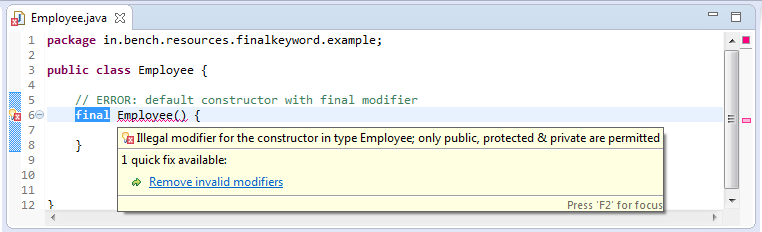 Employee.java
1 package in.bench.resources.finalkeyword.example;
2
3 public class Employee {
4
5 // ERROR: default constructor with final modifier
6 final Employee() {
7
Illegal modifier for the constructor in type Employee; only public, protected & private are permitted
8 }
9
1 quick fix available:
10
Remove invalid modifiers
11
12 }
Press 'F2' for focus